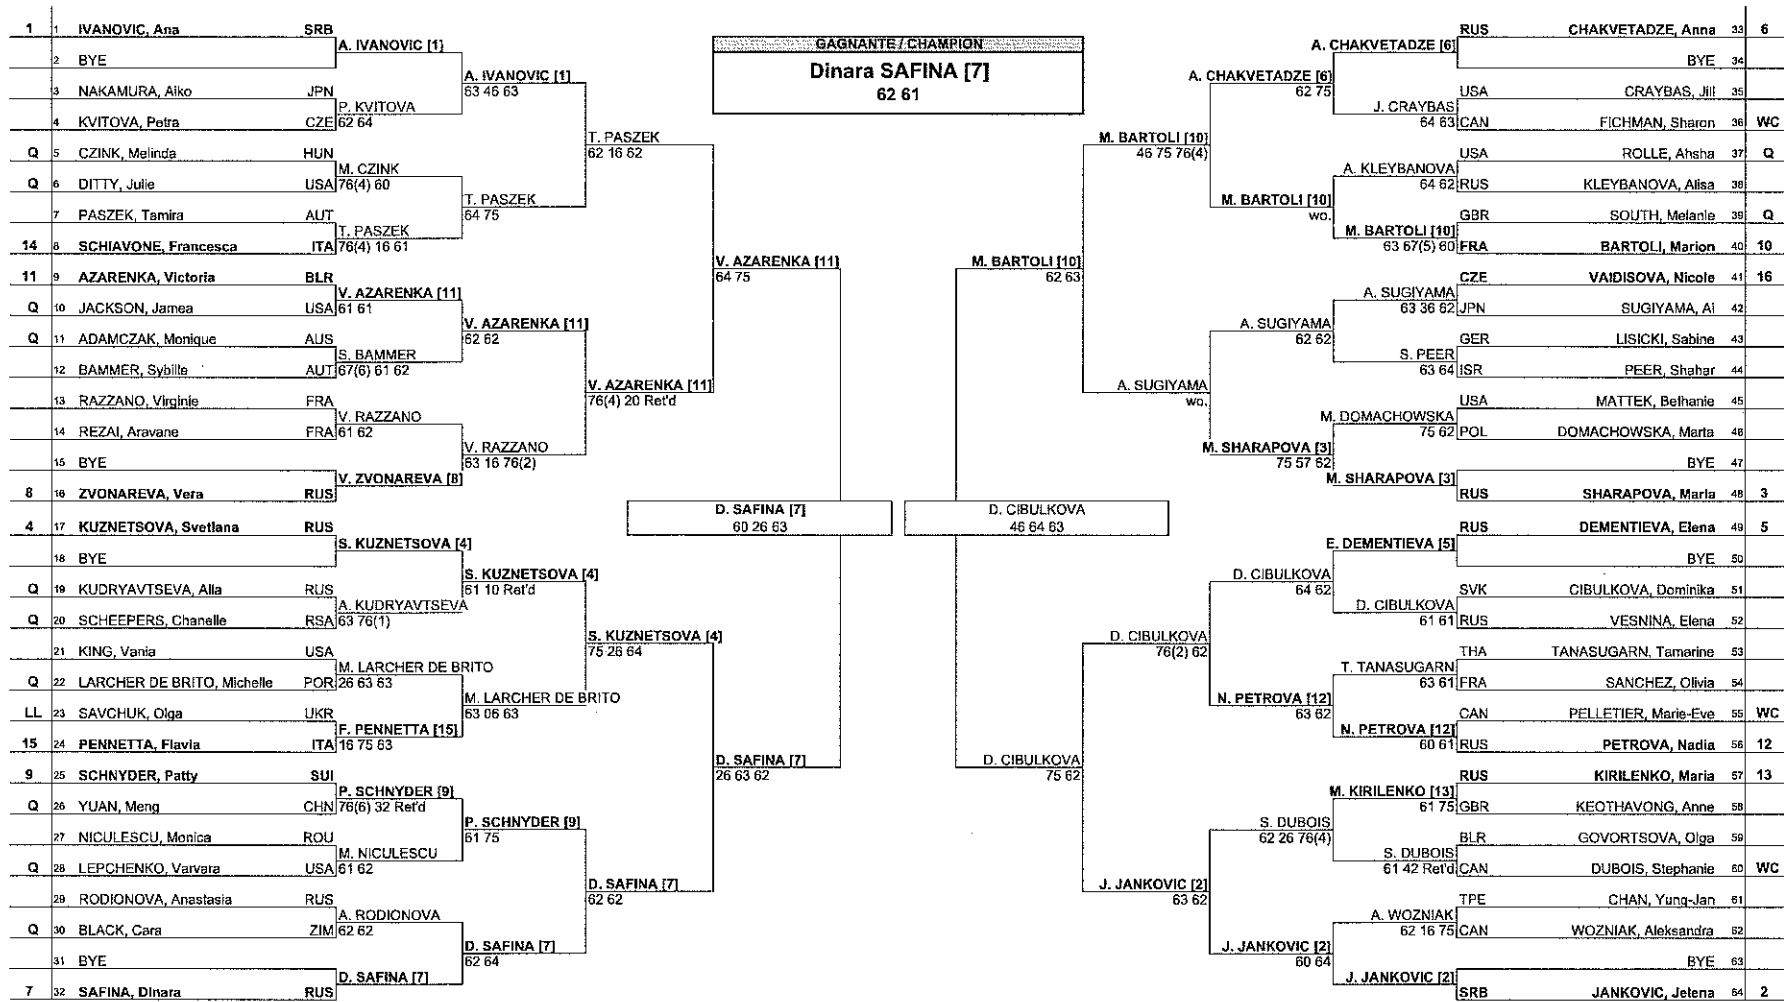 GAGNANTE / CHAMPION
Dinara SAFINA [7]
62 61
1 1 IVANOVIC, Ana SRB
A. IVANOVIC [1]
2 BYE
A. IVANOVIC [1]
63 46 63
3 NAKAMURA, Aiko JPN
P. KVITOVA
4 KVITOVA, Petra CZE 62 64
T. PASZEK
62 16 62
Q 5 CZINK, Melinda HUN
M. CZINK
Q 6 DITTY, Julie USA 76(4) 60
T. PASZEK
64 75
7 PASZEK, Tamira AUT
T. PASZEK
14 8 SCHIAVONE, Francesca ITA 76(4) 16 61
V. AZARENKA [11]
64 75
11 9 AZARENKA, Victoria BLR
V. AZARENKA [11]
Q 10 JACKSON, Jamea USA 61 61
V. AZARENKA [11]
62 62
Q 11 ADAMCZAK, Monique AUS
S. BAMMER
12 BAMMER, Sybille AUT 67(6) 61 62
V. AZARENKA [11]
76(4) 20 Ret'd
13 RAZZANO, Virginie FRA
V. RAZZANO
14 REZAI, Aravane FRA 61 62
V. RAZZANO
63 16 76(2)
15 BYE
V. ZVONAREVA [8]
8 16 ZVONAREVA, Vera RUS
D. SAFINA [7]
60 26 63
4 17 KUZNETSOVA, Svetlana RUS
S. KUZNETSOVA [4]
18 BYE
S. KUZNETSOVA [4]
61 10 Ret'd
Q 19 KUDRYAVTSEVA, Alla RUS
A. KUDRYAVTSEVA
Q 20 SCHEEPERS, Chanelle RSA 63 76(1)
S. KUZNETSOVA [4]
75 26 64
21 KING, Vania USA
M. LARCHER DE BRITO
Q 22 LARCHER DE BRITO, Michelle POR 26 63 63
M. LARCHER DE BRITO
63 06 63
LL 23 SAVCHUK, Olga UKR
F. PENNETTA [15]
15 24 PENNETTA, Flavia ITA 16 75 63
D. SAFINA [7]
26 63 62
9 25 SCHNYDER, Patty SUI
P. SCHNYDER [9]
Q 26 YUAN, Meng CHN 76(6) 32 Ret'd
P. SCHNYDER [9]
61 75
27 NICULESCU, Monica ROU
M. NICULESCU
Q 28 LEPCHENKO, Varvara USA 61 62
D. SAFINA [7]
62 62
29 RODIONOVA, Anastasia RUS
A. RODIONOVA
Q 30 BLACK, Cara ZIM 62 62
D. SAFINA [7]
62 64
31 BYE
D. SAFINA [7]
7 32 SAFINA, Dinara RUS
RUS CHAKVETADZE, Anna 33 6
A. CHAKVETADZE [6]
BYE 34
A. CHAKVETADZE [6]
62 75
USA CRAYBAS, Jill 35
J. CRAYBAS
64 63 CAN FICHMAN, Sharon 36 WC
M. BARTOLI [10]
46 75 76(4)
USA ROLLE, Ahsha 37 Q
A. KLEYBANOVA
64 62 RUS KLEYBANOVA, Alisa 38
M. BARTOLI [10]
wo.
GBR SOUTH, Melanie 39 Q
M. BARTOLI [10]
63 67(5) 60 FRA BARTOLI, Marion 40 10
M. BARTOLI [10]
62 63
CZE VAIDISOVA, Nicole 41 16
A. SUGIYAMA
63 36 62 JPN SUGIYAMA, Ai 42
A. SUGIYAMA
62 62
GER LISICKI, Sabine 43
S. PEER
63 64 ISR PEER, Shahar 44
A. SUGIYAMA
wo.
USA MATTEK, Bethanie 45
M. DOMACHOWSKA
75 62 POL DOMACHOWSKA, Marta 46
M. SHARAPOVA [3]
75 57 62
BYE 47
M. SHARAPOVA [3]
RUS SHARAPOVA, Maria 48 3
D. CIBULKOVA
46 64 63
RUS DEMENTIEVA, Elena 49 5
E. DEMENTIEVA [5]
BYE 50
D. CIBULKOVA
64 62
SVK CIBULKOVA, Dominika 51
D. CIBULKOVA
61 61 RUS VESNINA, Elena 52
D. CIBULKOVA
76(2) 62
THA TANASUGARN, Tamarine 53
T. TANASUGARN
63 61 FRA SANCHEZ, Olivia 54
N. PETROVA [12]
63 62
CAN PELLETIER, Marie-Eve 55 WC
N. PETROVA [12]
60 61 RUS PETROVA, Nadia 56 12
D. CIBULKOVA
75 62
RUS KIRILENKO, Maria 57 13
M. KIRILENKO [13]
61 75 GBR KEOTHAVONG, Anne 58
S. DUBOIS
62 26 76(4)
BLR GOVORTSOVA, Olga 59
S. DUBOIS
61 42 Ret'd CAN DUBOIS, Stephanie 60 WC
J. JANKOVIC [2]
63 62
TPE CHAN, Yung-Jan 61
A. WOZNIAK
62 16 75 CAN WOZNIAK, Aleksandra 62
J. JANKOVIC [2]
60 64
BYE 63
J. JANKOVIC [2]
SRB JANKOVIC, Jelena 64 2